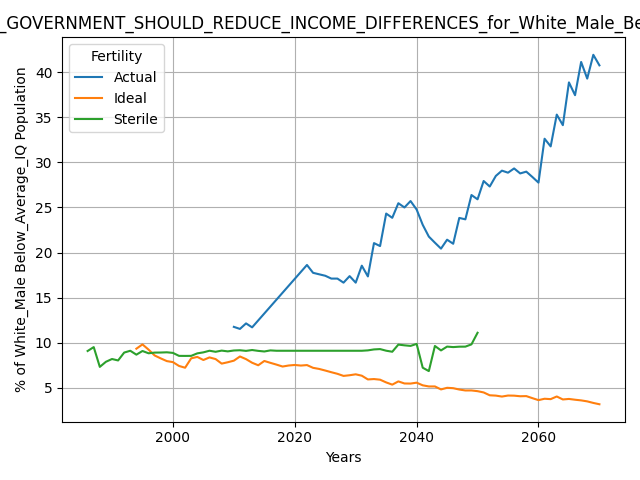 _GOVERNMENT_SHOULD_REDUCE_INCOME_DIFFERENCES_for_White_Male_Be
Fertility
Actual
Ideal
Sterile
% of White_Male Below_Average_IQ Population
40
35
30
25
20
15
10
5
2000 2020 2040 2060
Years